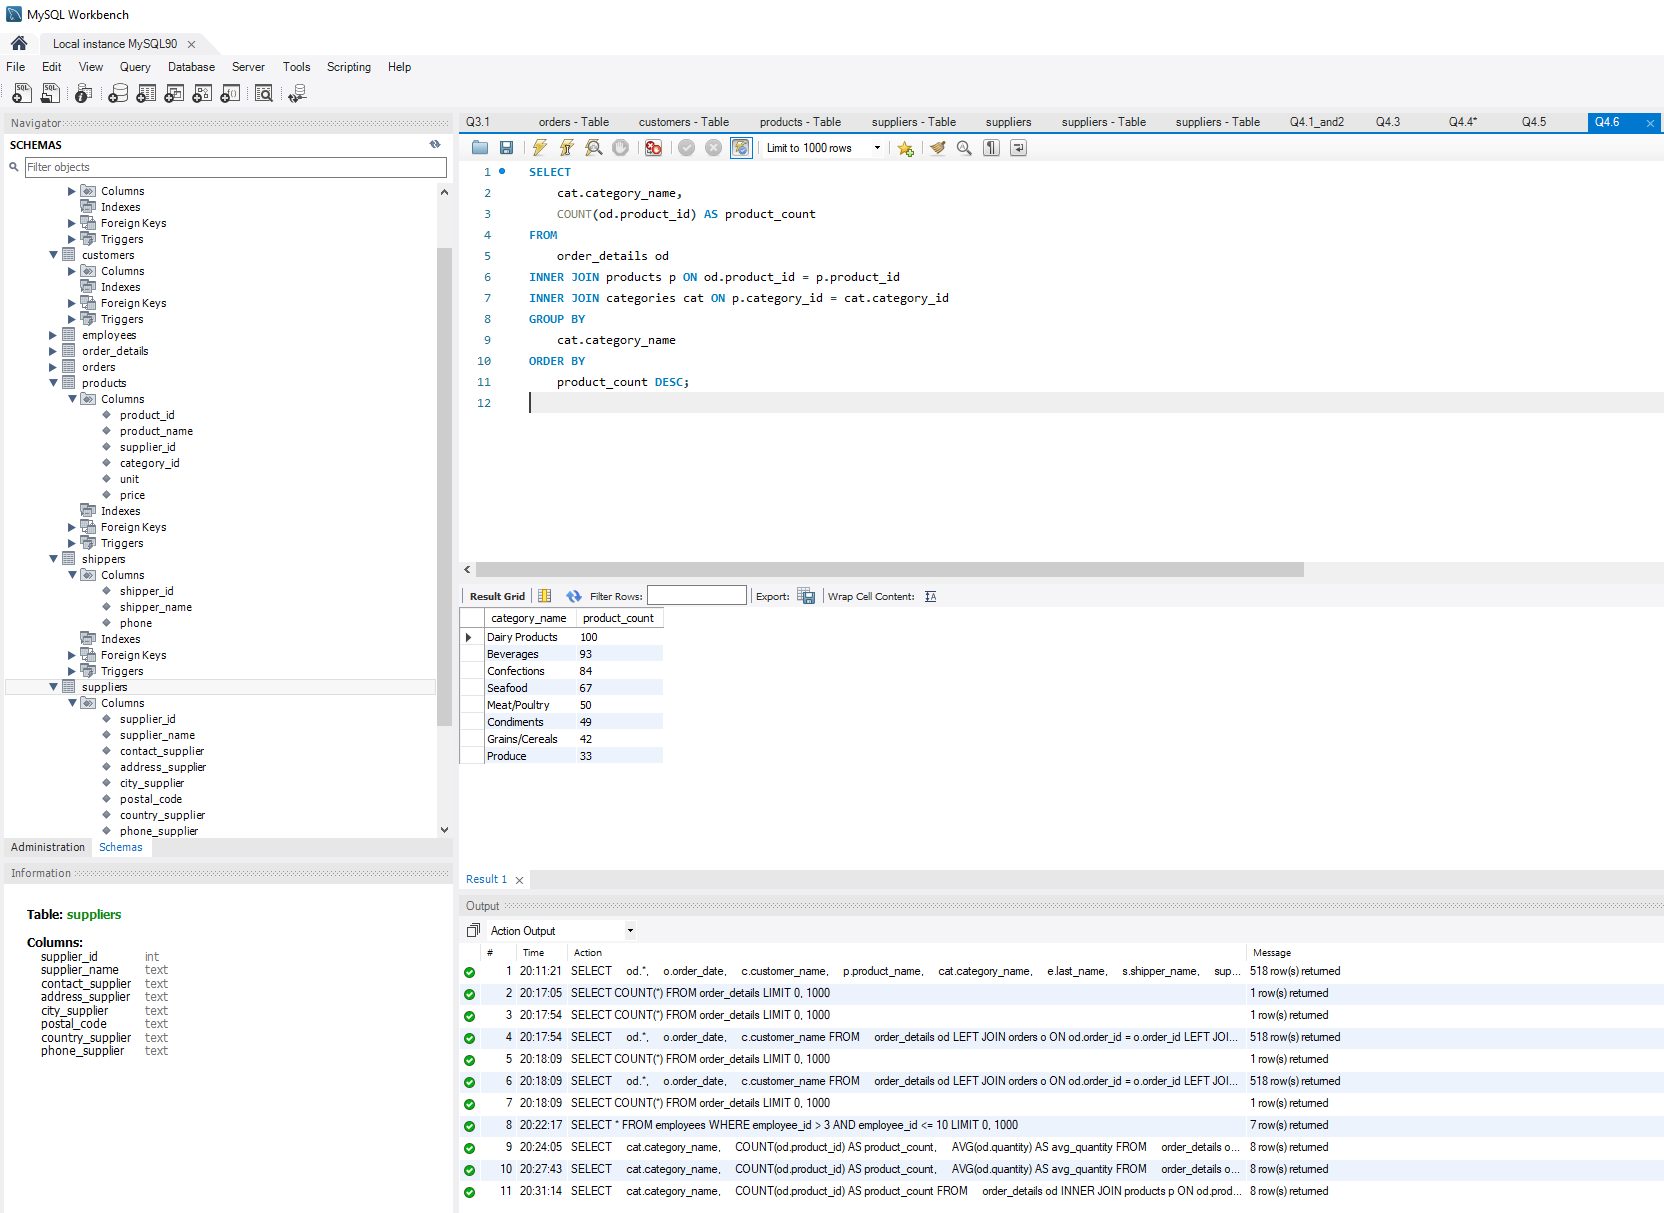 MySQL Workbench
Local instance MySQL90
File Edit View Query Database Server Tools Scripting Help
Navigator
SCHEMAS
Filter objects
Columns
Indexes
Foreign Keys
Triggers
customers
Columns
Indexes
Foreign Keys
Triggers
employees
order_details
orders
products
Columns
product_id
product_name
supplier_id
category_id
unit
price
Indexes
Foreign Keys
Triggers
shippers
Columns
shipper_id
shipper_name
phone
Indexes
Foreign Keys
Triggers
suppliers
Columns
supplier_id
supplier_name
contact_supplier
address_supplier
city_supplier
postal_code
country_supplier
phone_supplier
Administration Schemas
Information
Table: suppliers
Columns:
supplier_id int
supplier_name text
contact_supplier text
address_supplier text
city_supplier text
postal_code text
country_supplier text
phone_supplier text
Q3.1 orders - Table customers - Table products - Table suppliers - Table suppliers suppliers - Table suppliers - Table Q4.1_and2 Q4.3 Q4.4* Q4.5 Q4.6
Limit to 1000 rows
1 SELECT
2 cat.category_name,
3 COUNT(od.product_id) AS product_count
4 FROM
5 order_details od
6 INNER JOIN products p ON od.product_id = p.product_id
7 INNER JOIN categories cat ON p.category_id = cat.category_id
8 GROUP BY
9 cat.category_name
10 ORDER BY
11 product_count DESC;
12
Result Grid Filter Rows: Export: Wrap Cell Content:
category_name product_count
Dairy Products 100
Beverages 93
Confections 84
Seafood 67
Meat/Poultry 50
Condiments 49
Grains/Cereals 42
Produce 33
Result 1
Output
Action Output
# Time Action Message
1 20:11:21 SELECT od.*, o.order_date, c.customer_name, p.product_name, cat.category_name, e.last_name, s.shipper_name, sup... 518 row(s) returned
2 20:17:05 SELECT COUNT(*) FROM order_details LIMIT 0, 1000 1 row(s) returned
3 20:17:54 SELECT COUNT(*) FROM order_details LIMIT 0, 1000 1 row(s) returned
4 20:17:54 SELECT od.*, o.order_date, c.customer_name FROM order_details od LEFT JOIN orders o ON od.order_id = o.order_id LEFT JOI... 518 row(s) returned
5 20:18:09 SELECT COUNT(*) FROM order_details LIMIT 0, 1000 1 row(s) returned
6 20:18:09 SELECT od.*, o.order_date, c.customer_name FROM order_details od LEFT JOIN orders o ON od.order_id = o.order_id LEFT JOI... 518 row(s) returned
7 20:18:09 SELECT COUNT(*) FROM order_details LIMIT 0, 1000 1 row(s) returned
8 20:22:17 SELECT * FROM employees WHERE employee_id > 3 AND employee_id <= 10 LIMIT 0, 1000 7 row(s) returned
9 20:24:05 SELECT cat.category_name, COUNT(od.product_id) AS product_count, AVG(od.quantity) AS avg_quantity FROM order_details o... 8 row(s) returned
10 20:27:43 SELECT cat.category_name, COUNT(od.product_id) AS product_count, AVG(od.quantity) AS avg_quantity FROM order_details o... 8 row(s) returned
11 20:31:14 SELECT cat.category_name, COUNT(od.product_id) AS product_count FROM order_details od INNER JOIN products p ON od.prod... 8 row(s) returned